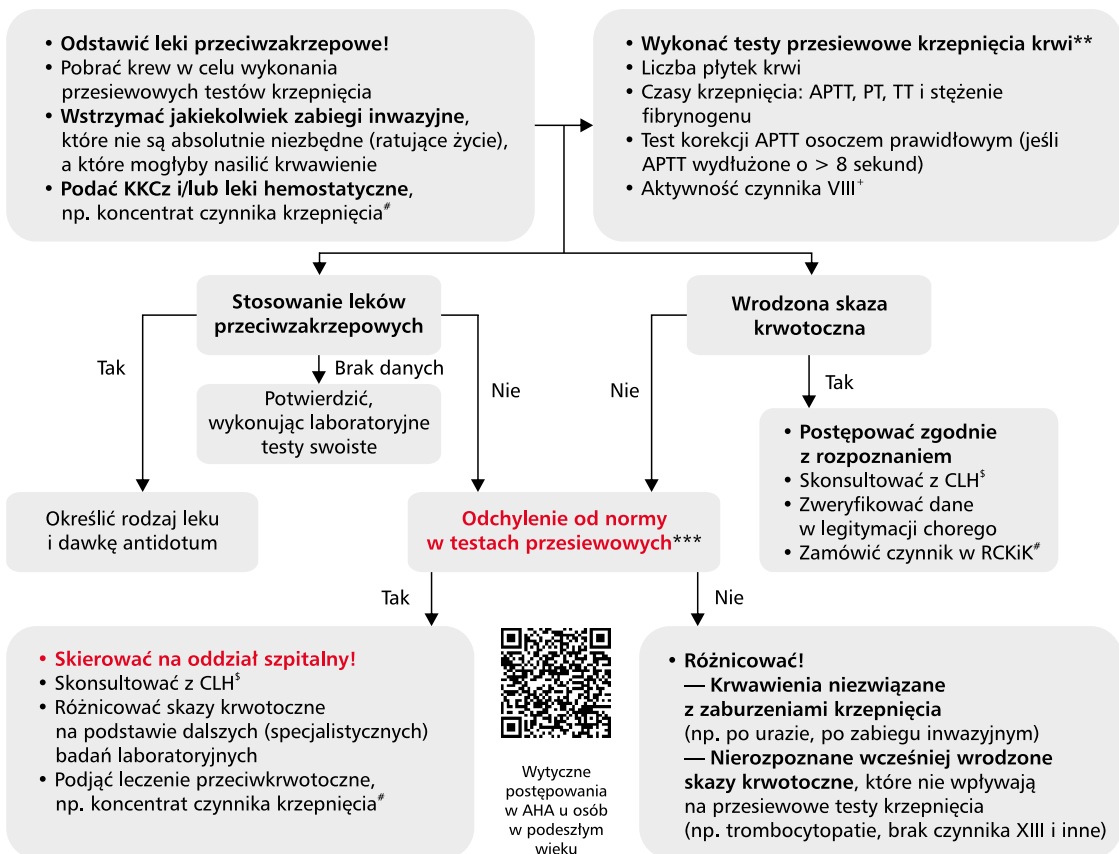 • Odstawić leki przeciwzakrzepowe!
• Pobrać krew w celu wykonania
przesiewowych testów krzepnięcia
• Wstrzymać jakiekolwiek zabiegi inwazyjne,
które nie są absolutnie niezbędne (ratujące życie),
a które mogłyby nasilić krwawienie
• Podać KKCz i/lub leki hemostatyczne,
np. koncentrat czynnika krzepnięcia#
• Wykonać testy przesiewowe krzepnięcia krwi**
• Liczba płytek krwi
• Czasy krzepnięcia: APTT, PT, TT i stężenie
fibrynogenu
• Test korekcji APTT osoczem prawidłowym (jeśli
APTT wydłużone o > 8 sekund)
• Aktywność czynnika VIII+
Stosowanie leków
przeciwzakrzepowych
Wrodzona skaza
krwotoczna
Tak
Brak danych
Nie
Nie
Tak
Potwierdzić,
wykonując laboratoryjne
testy swoiste
• Postępować zgodnie
z rozpoznaniem
• Skonsultować z CLH$
• Zweryfikować dane
w legitymacji chorego
• Zamówić czynnik w RCKiK#
Określić rodzaj leku
i dawkę antidotum
Odchylenie od normy
w testach przesiewowych***
Tak
Nie
• Skierować na oddział szpitalny!
• Skonsultować z CLH$
• Różnicować skazy krwotoczne
na podstawie dalszych (specjalistycznych)
badań laboratoryjnych
• Podjąć leczenie przeciwkrwotoczne,
np. koncentrat czynnika krzepnięcia#
Wytyczne
postępowania
w AHA u osób
w podeszłym
wieku
• Różnicować!
— Krwawienia niezwiązane
z zaburzeniami krzepnięcia
(np. po urazie, po zabiegu inwazyjnym)
— Nierozpoznane wcześniej wrodzone
skazy krwotoczne, które nie wpływają
na przesiewowe testy krzepnięcia
(np. trombocytopatie, brak czynnika XIII i inne)